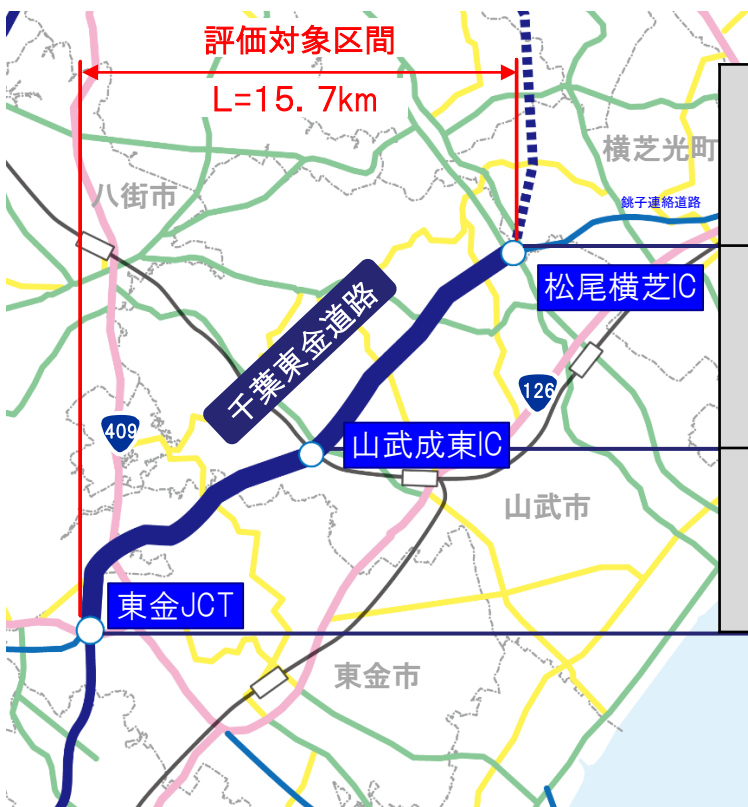 評価対象区間
L=15.7km
横芝光町
八街市
銚子連絡道路
松尾横芝IC
千葉東金道路
126
409
山武成東IC
山武市
東金JCT
東金市